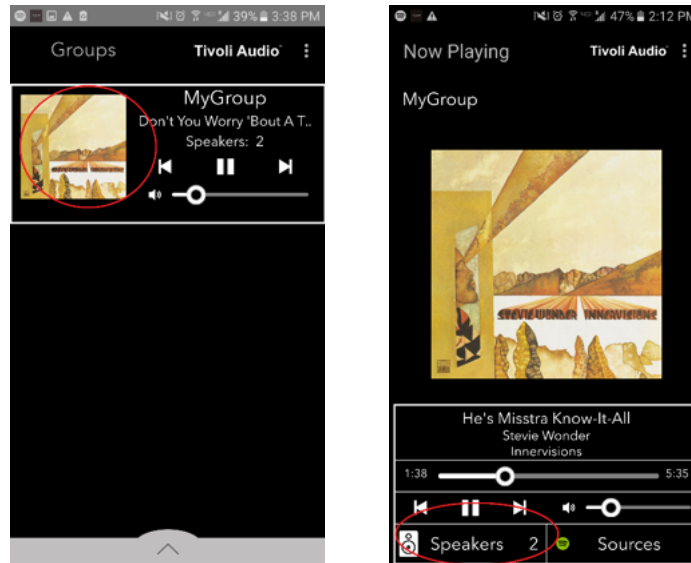 39% 3:38 PM
Groups
Tivoli Audio
MyGroup
Don't You Worry 'Bout A T..
Speakers: 2
47% 2:12 PM
Now Playing
Tivoli Audio
MyGroup
STEVIE WONDER INNERVISIONS
He's Misstra Know-It-All
Stevie Wonder
Innervisions
1:38
5:35
Speakers 2
Sources